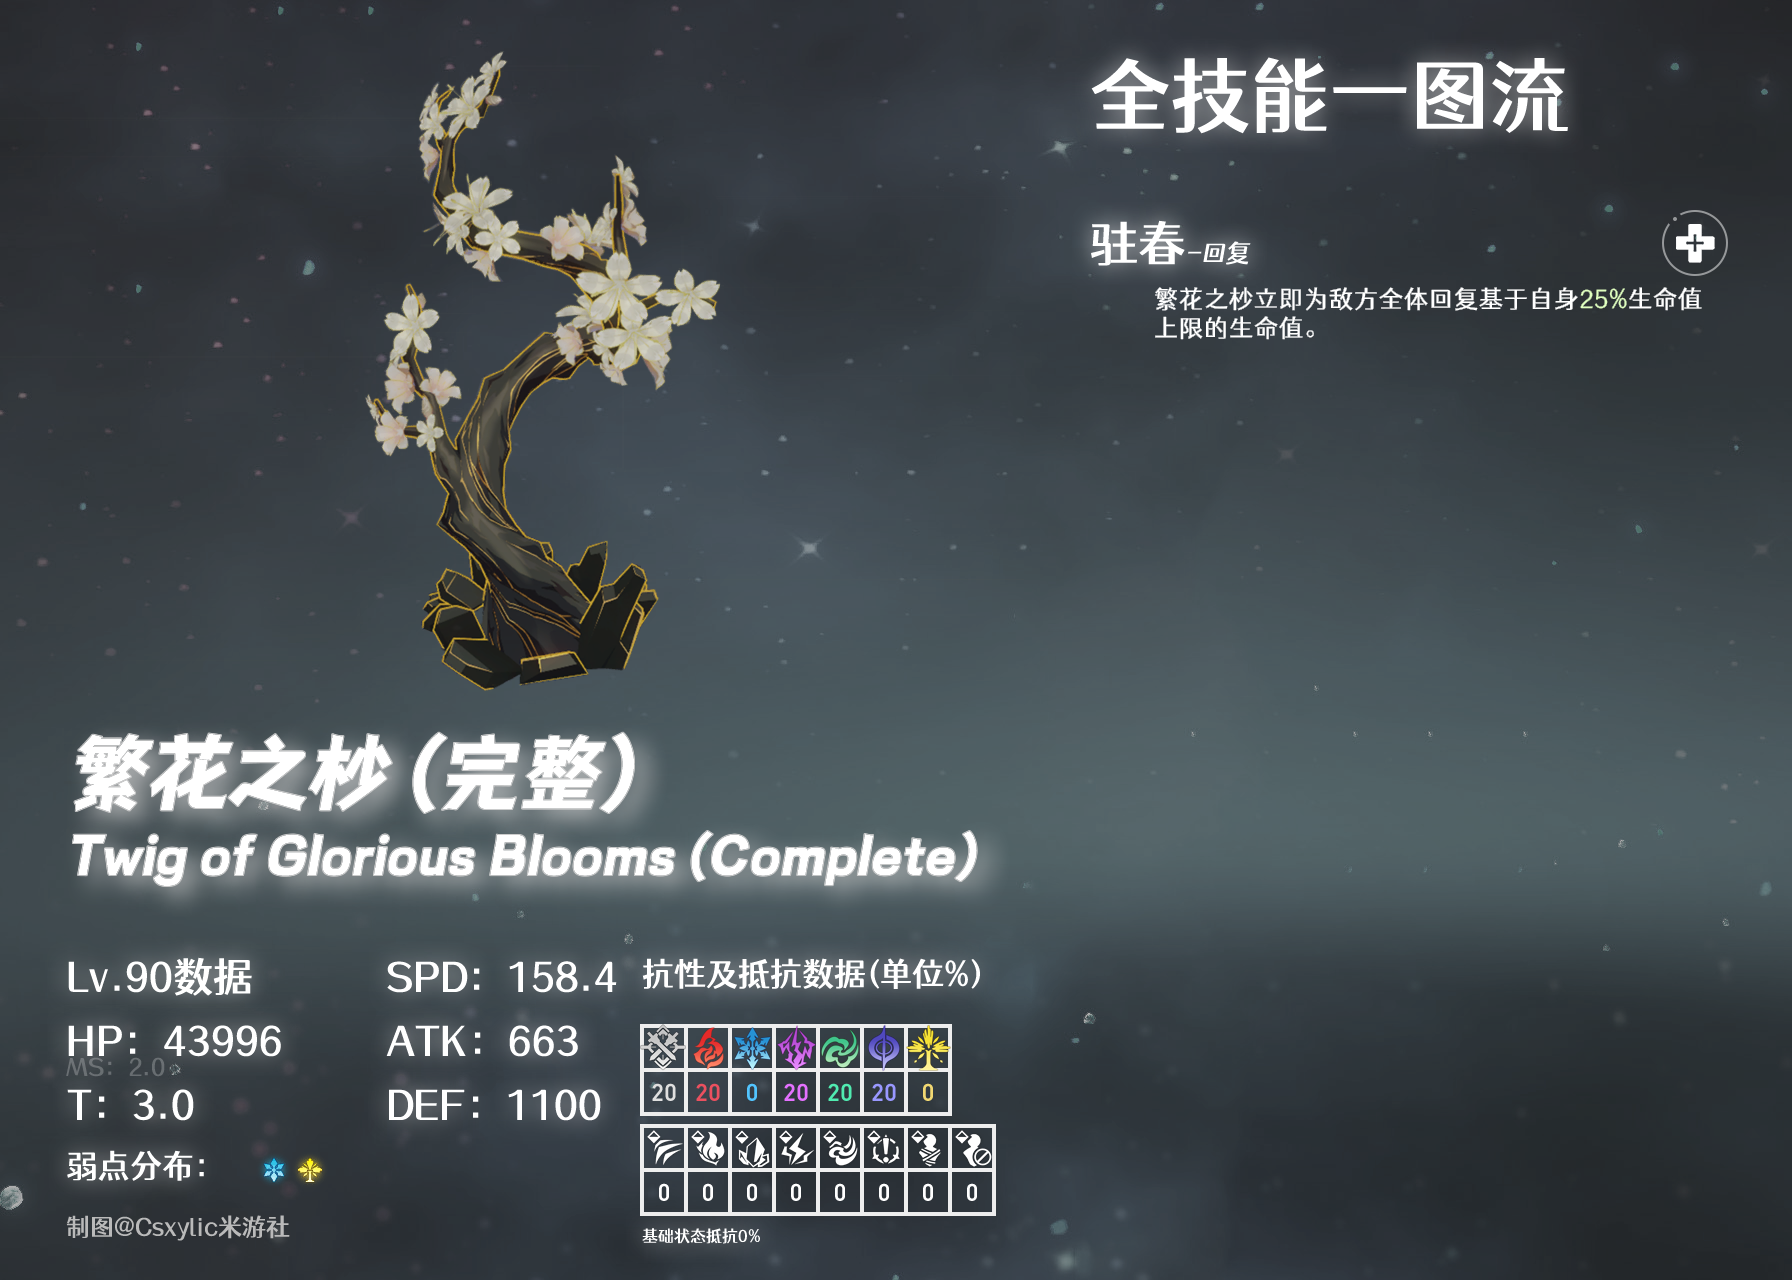 全技能一图流
驻春-回复
繁花之杪立即为敌方全体回复基于自身25%生命值
上限的生命值。
繁花之杪（完整）
Twig of Glorious Blooms (Complete)
Lv.90数据
SPD：158.4
HP：43996
ATK：663
MS：2.0
T：3.0
DEF：1100
弱点分布：
制图@Csxylic米游社
抗性及抵抗数据(单位%)
20 20 0 20 20 20 0
0 0 0 0 0 0 0 0
基础状态抵抗0%